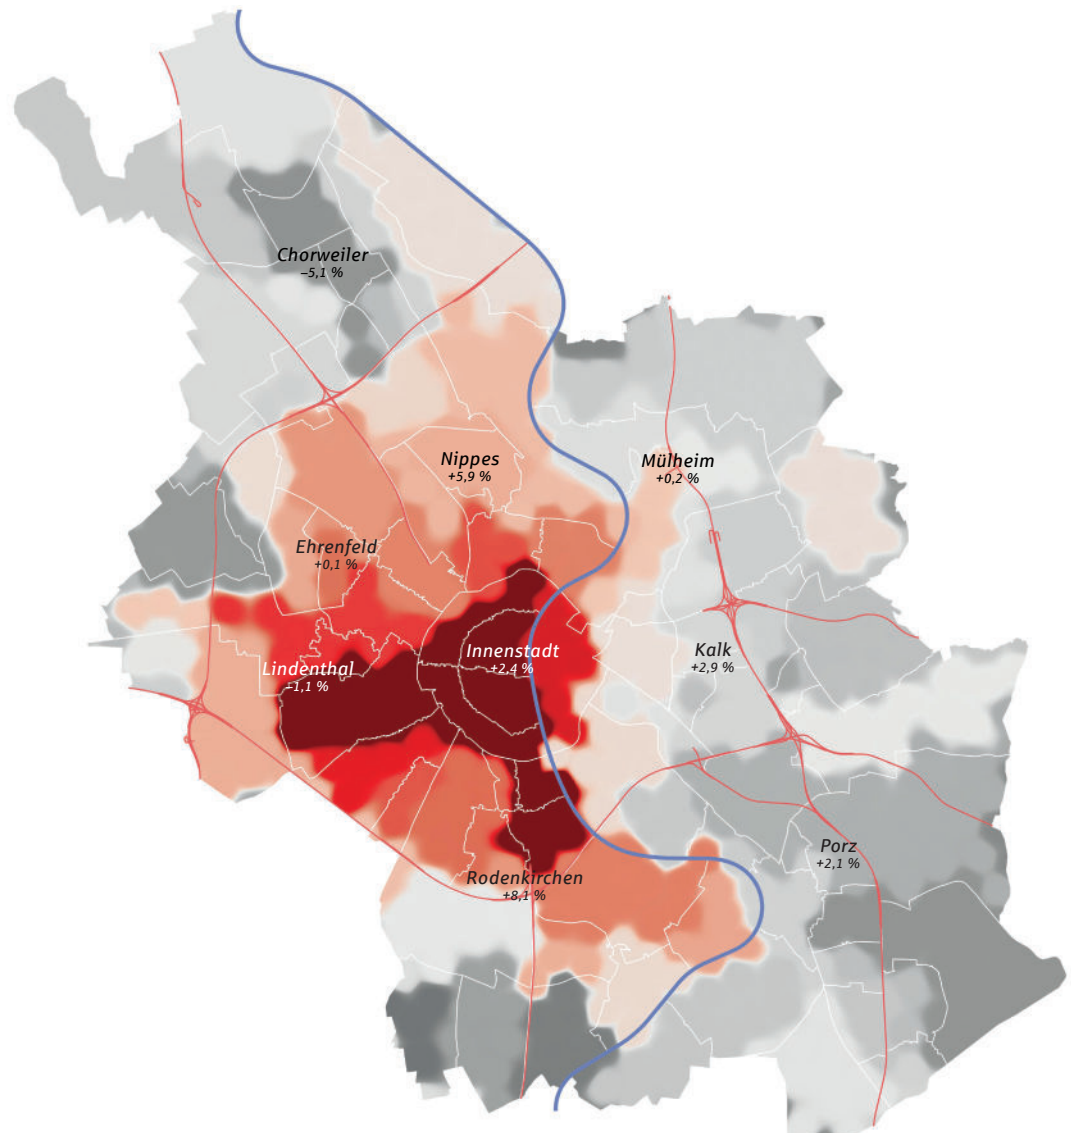 Chorweiler
–5,1 %
Nippes
+5,9 %
Mülheim
+0,2 %
Ehrenfeld
+0,1 %
Innenstadt
+2,4 %
Kalk
+2,9 %
Lindenthal
–1,1 %
Porz
+2,1 %
Rodenkirchen
+8,1 %